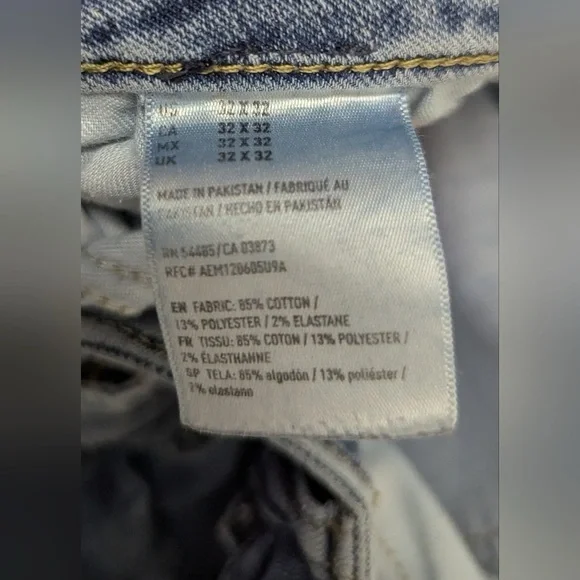 US 32 X 32
CA 32 X 32
MX 32 X 32
UK 32 X 32
MADE IN PAKISTAN / FABRIQUÉ AU
PAKISTAN / HECHO EN PAKISTÁN
RN 54485/CA 03873
RFC# AEM120605U9A
EN FABRIC: 85% COTTON /
13% POLYESTER / 2% ELASTANE
FR TISSU: 85% COTON / 13% POLYESTER /
2% ÉLASTHANNE
SP TELA: 85% algodón / 13% poliéster /
2% elastano